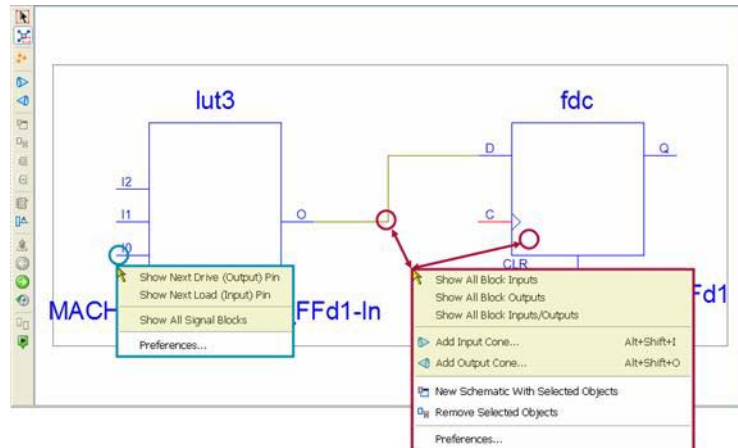 lut3
fdc
I2
I1
I0
O
D
Q
C
CLR
MACH
FFd1-In
Fd1
Show Next Drive (Output) Pin
Show Next Load (Input) Pin
Show All Signal Blocks
Preferences...
Show All Block Inputs
Show All Block Outputs
Show All Block Inputs/Outputs
Add Input Cone... Alt+Shift+I
Add Output Cone... Alt+Shift+O
New Schematic With Selected Objects
Remove Selected Objects
Preferences...